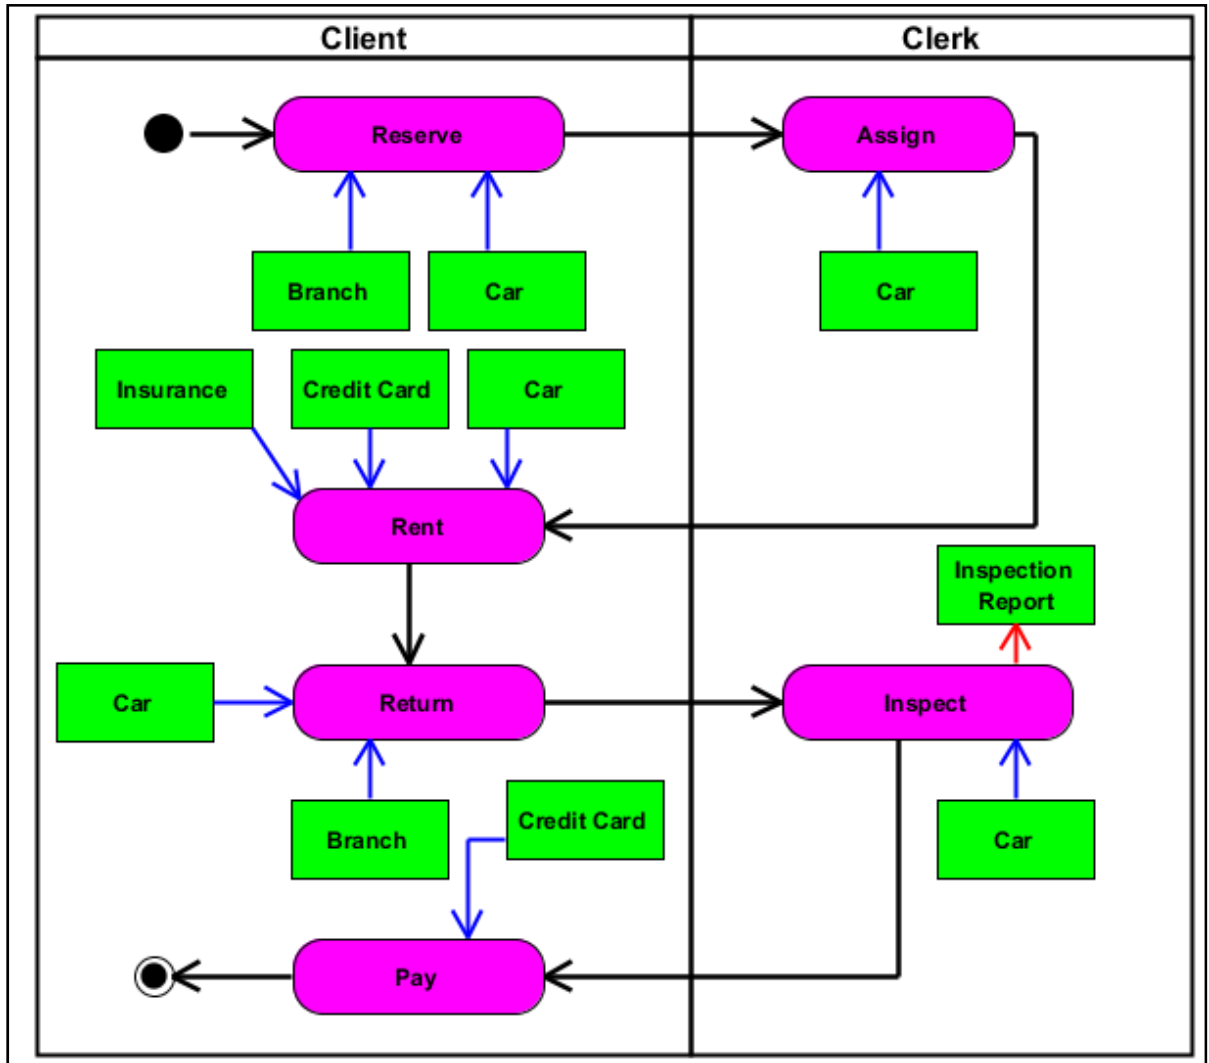 Client
Clerk
Reserve
Assign
Branch
Car
Car
Insurance
Credit Card
Car
Rent
Inspection
Report
Car
Return
Inspect
Branch
Credit Card
Car
Pay